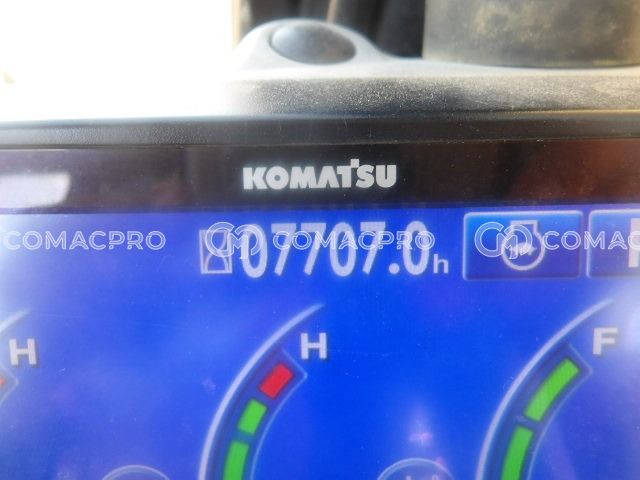 KOMATSU
COMACPRO COMACPRO COMACPRO
07707.0h
H H F